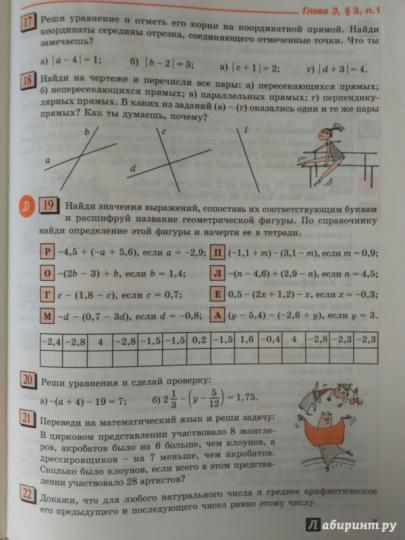 Глава 3, § 3, п.1
17 Реши уравнение и отметь его корни на координатной прямой. Найди
координаты середины отрезка, соединяющего отмеченные точки. Что ты
замечаешь?
а) |a − 4| = 1; б) |b − 2| = 3; в) |c + 1| = 2; г) |d + 3| = 4.
18 Найди на чертеже и перечисли все пары: а) пересекающихся прямых;
б) непересекающихся прямых; в) параллельных прямых; г) перпендику-
лярных прямых. В каких из заданий (а) – (г) оказались одни и те же пары
прямых? Как ты думаешь, почему?
a b c d l
Д 19 Найди значения выражений, сопоставь их соответствующим буквам
и расшифруй название геометрической фигуры. По справочнику
найди определение этой фигуры и начерти ее в тетради.
Р −4,5 + (−a + 5,6), если a = −2,9; П (−1,1 + m) − (3,1 − m), если m = 0,9;
О −(2b − 3) + b, если b = 1,4; Л −(n − 4,6) + (2,9 − n), если n = 4,5;
Г c − (1,8 − c), если c = 0,7; Е 0,5 − (2x + 1,2) − x, если x = −0,3;
М −d − (0,7 − 3d), если d = −0,8; А (y − 5,4) − (−2,6 + y), если y = 3.
−2,4 −2,8 4 −2,8 −1,5 −1,5 0,2 −1,5 1,6 −0,4 4 −2,8 −2,3 −2,3
20 Реши уравнения и сделай проверку:
а) −(a + 4) − 19 = 7; б) 2 1/3 − (y − 5/12) = 1,75.
21 Переведи на математический язык и реши задачу:
В цирковом представлении участвовало 8 жонгле-
ров, акробатов было на 6 больше, чем клоунов, а
дрессировщиков – на 7 меньше, чем акробатов.
Сколько было клоунов, если всего в этом представ-
лении участвовало 28 артистов?
22 Докажи, что для любого натурального числа n среднее арифметическое
его предыдущего и последующего чисел равно этому числу.
Лабиринт.ру